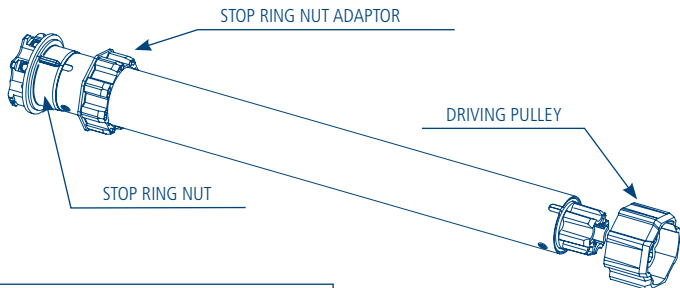 STOP RING NUT ADAPTOR
DRIVING PULLEY
STOP RING NUT